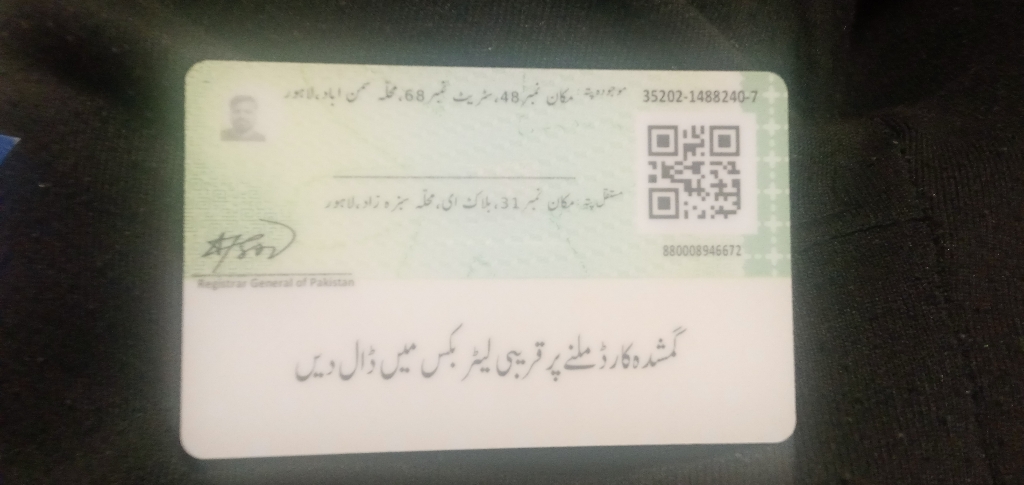 موجودہ پتہ: مکان نمبر 48، سٹریٹ نمبر 68، محلہ سمن اباد، لاہور
35202-1488240-7
مستقل پتہ: مکان نمبر 31، بلاک ای، محلہ سبزہ زار، لاہور
880008946672
Registrar General of Pakistan
گمشدہ کارڈ ملنے پر قریبی لیٹر بکس میں ڈال دیں